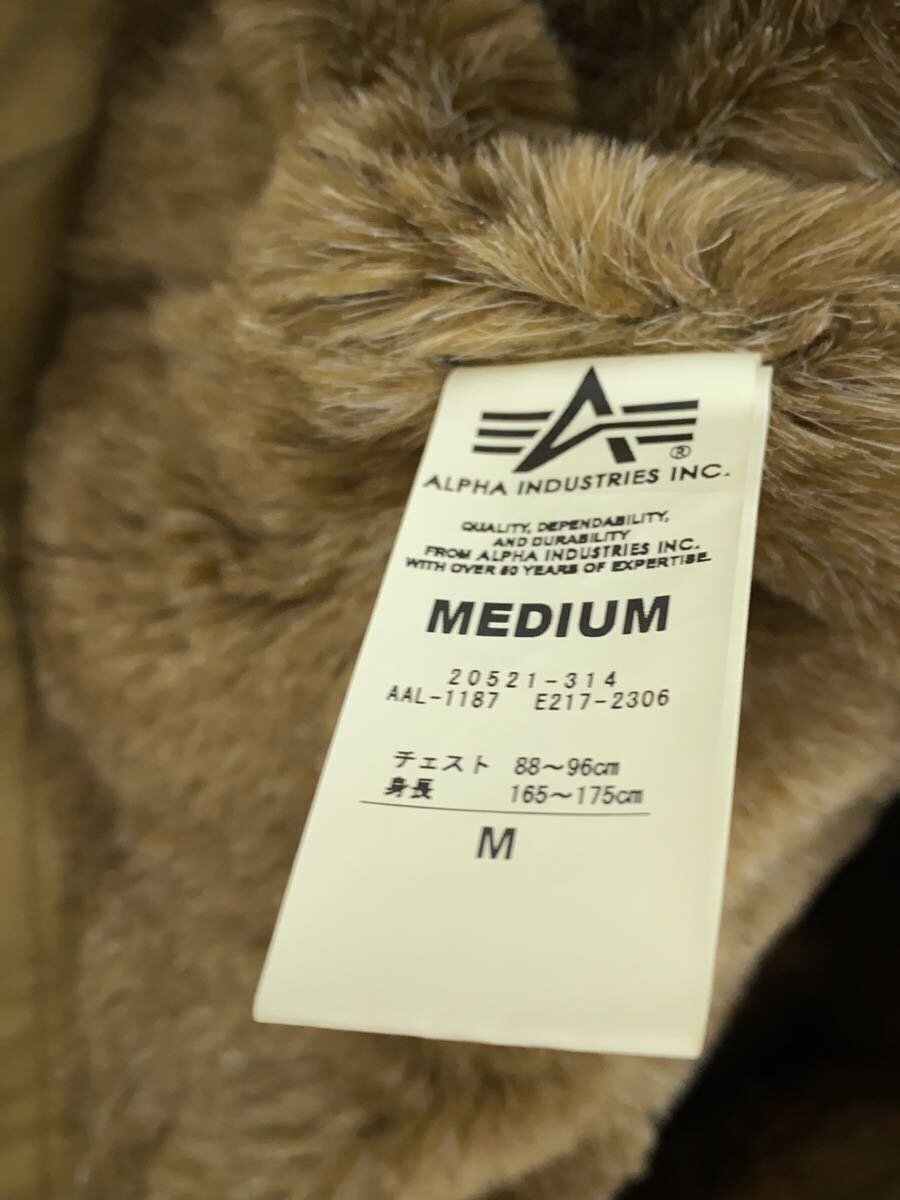 ®
ALPHA INDUSTRIES INC.
QUALITY, DEPENDABILITY,
AND DURABILITY
FROM ALPHA INDUSTRIES INC.
WITH OVER 50 YEARS OF EXPERTISE.
MEDIUM
20521-314
AAL-1187 E217-2306
チェスト 88～96cm
身長 165～175cm
M